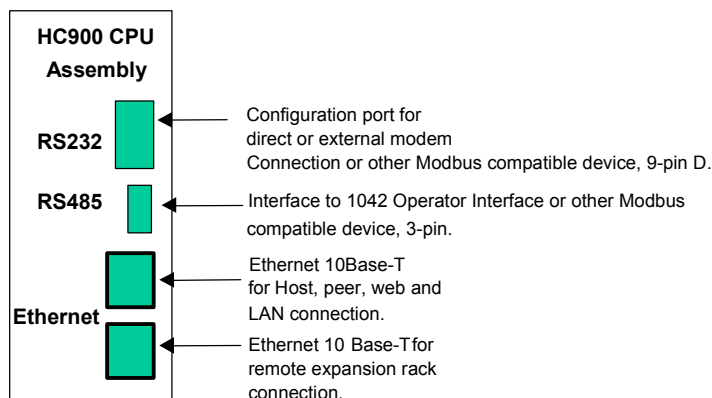 HC900 CPU
Assembly
RS232
Configuration port for
direct or external modem
Connection or other Modbus compatible device, 9-pin D.
RS485
Interface to 1042 Operator Interface or other Modbus
compatible device, 3-pin.
Ethernet 10Base-T
for Host, peer, web and
LAN connection.
Ethernet
Ethernet 10 Base-Tfor
remote expansion rack
connection.